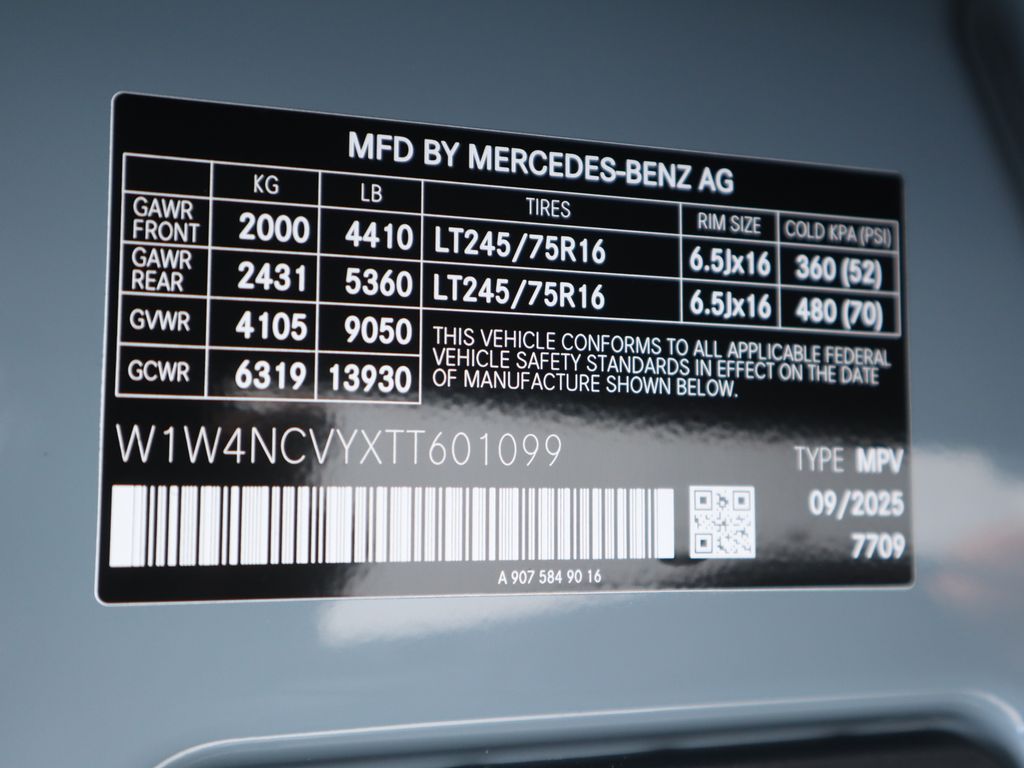 MFD BY MERCEDES-BENZ AG
KG LB TIRES RIM SIZE COLD KPA (PSI)
GAWR FRONT 2000 4410 LT245/75R16 6.5Jx16 360 (52)
GAWR REAR 2431 5360 LT245/75R16 6.5Jx16 480 (70)
GVWR 4105 9050
GCWR 6319 13930
THIS VEHICLE CONFORMS TO ALL APPLICABLE FEDERAL
VEHICLE SAFETY STANDARDS IN EFFECT ON THE DATE
OF MANUFACTURE SHOWN BELOW.
W1W4NCVYXTT601099
TYPE MPV
09/2025
7709
A 907 584 90 16